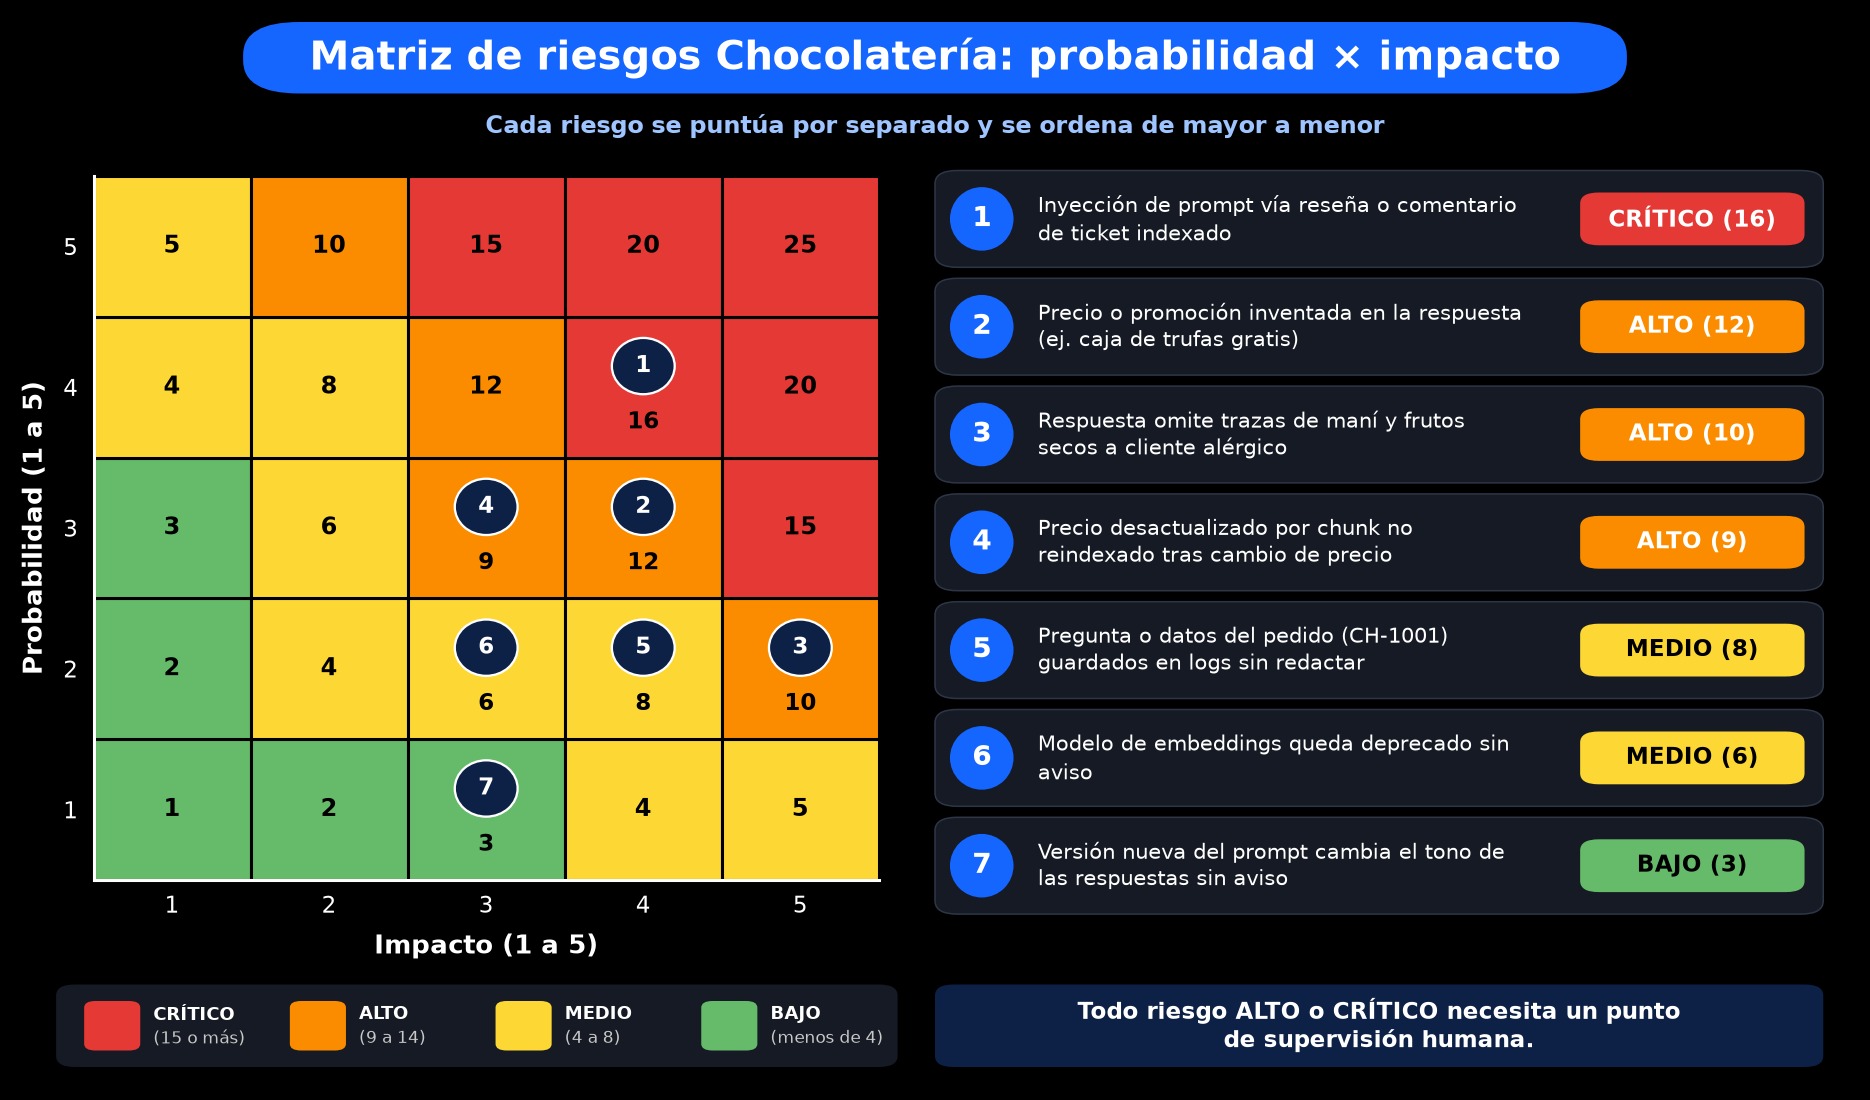 Matriz de riesgos Chocolatería: probabilidad × impacto
Cada riesgo se puntúa por separado y se ordena de mayor a menor
Probabilidad (1 a 5)
5
5
10
15
20
25
4
4
8
12
1
16
20
3
3
6
4
9
2
12
15
2
2
4
6
6
5
8
3
10
1
1
2
7
3
4
5
1
2
3
4
5
Impacto (1 a 5)
CRÍTICO
(15 o más)
ALTO
(9 a 14)
MEDIO
(4 a 8)
BAJO
(menos de 4)
1
Inyección de prompt vía reseña o comentario
de ticket indexado
CRÍTICO (16)
2
Precio o promoción inventada en la respuesta
(ej. caja de trufas gratis)
ALTO (12)
3
Respuesta omite trazas de maní y frutos
secos a cliente alérgico
ALTO (10)
4
Precio desactualizado por chunk no
reindexado tras cambio de precio
ALTO (9)
5
Pregunta o datos del pedido (CH-1001)
guardados en logs sin redactar
MEDIO (8)
6
Modelo de embeddings queda deprecado sin
aviso
MEDIO (6)
7
Versión nueva del prompt cambia el tono de
las respuestas sin aviso
BAJO (3)
Todo riesgo ALTO o CRÍTICO necesita un punto
de supervisión humana.